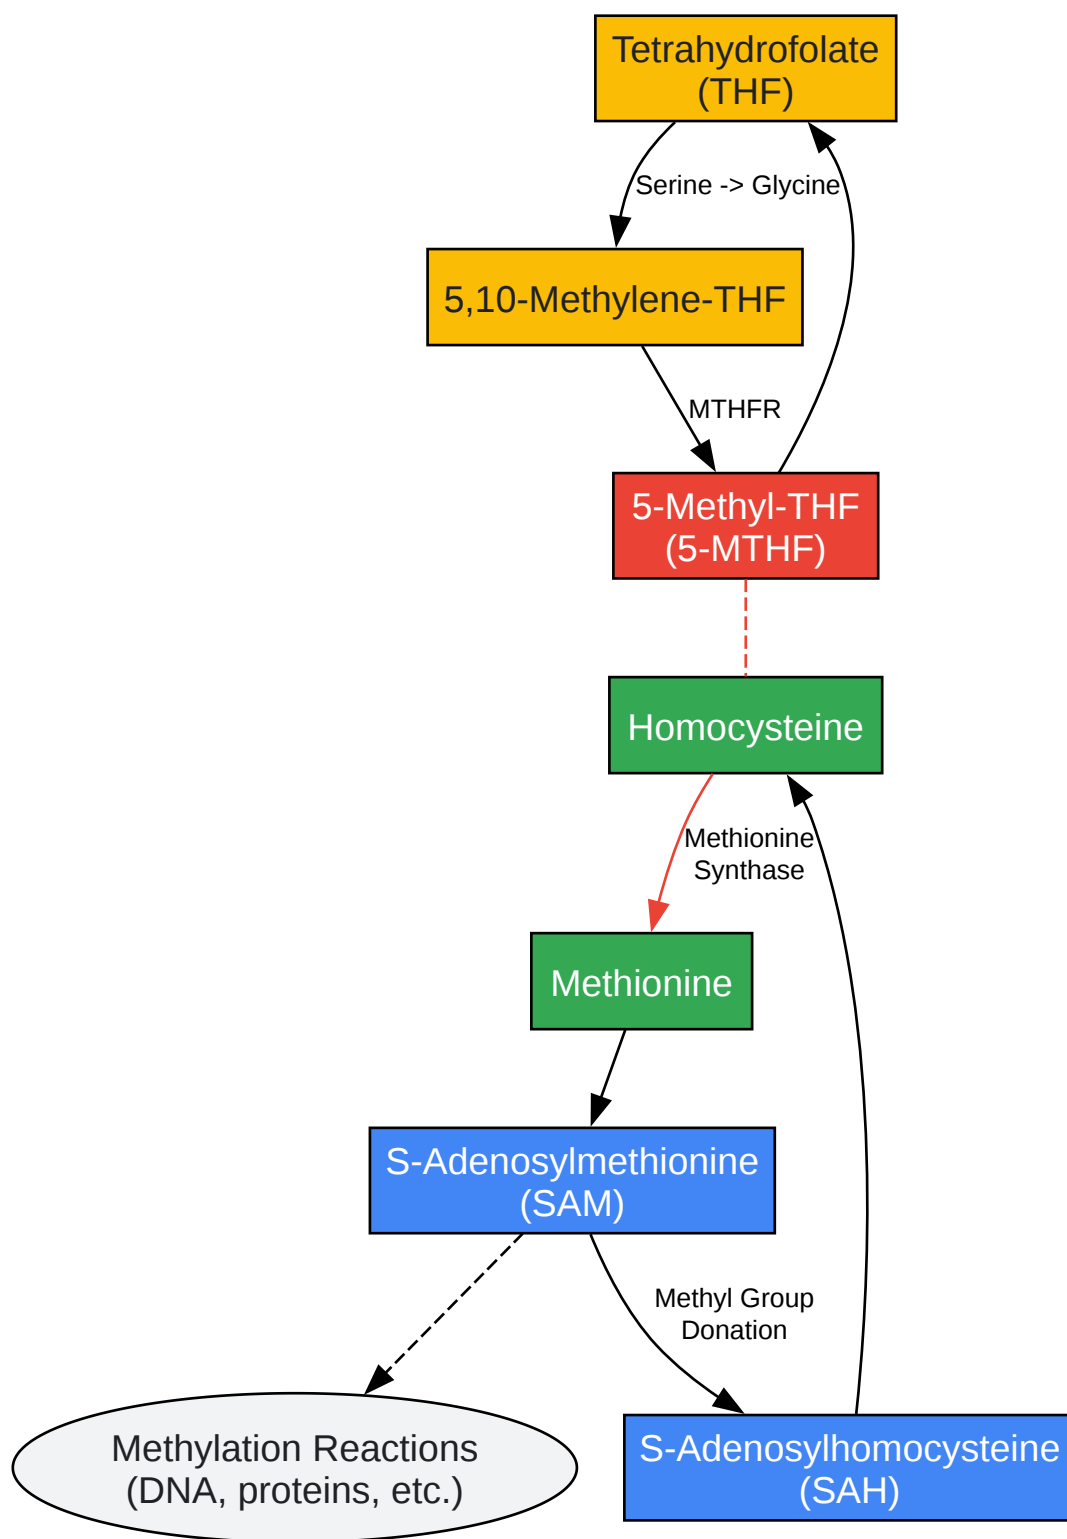 Tetrahydrofolate
(THF)
Serine -> Glycine
5,10-Methylene-THF
MTHFR
5-Methyl-THF
(5-MTHF)
Homocysteine
Methionine
Synthase
Methionine
S-Adenosylmethionine
(SAM)
Methyl Group
Donation
Methylation Reactions
(DNA, proteins, etc.)
S-Adenosylhomocysteine
(SAH)